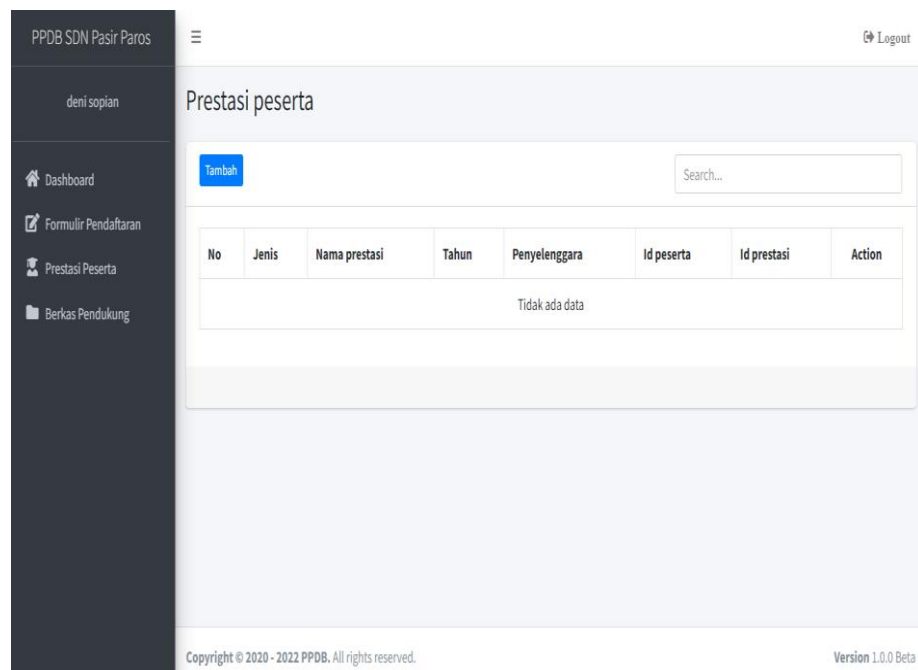 PPDB SDN Pasir Paros
Logout
deni sopian
Dashboard
Formulir Pendaftaran
Prestasi Peserta
Berkas Pendukung
Prestasi peserta
Tambah
Search...
No Jenis Nama prestasi Tahun Penyelenggara Id peserta Id prestasi Action
Tidak ada data
Copyright © 2020 - 2022 PPDB. All rights reserved.
Version 1.0.0 Beta